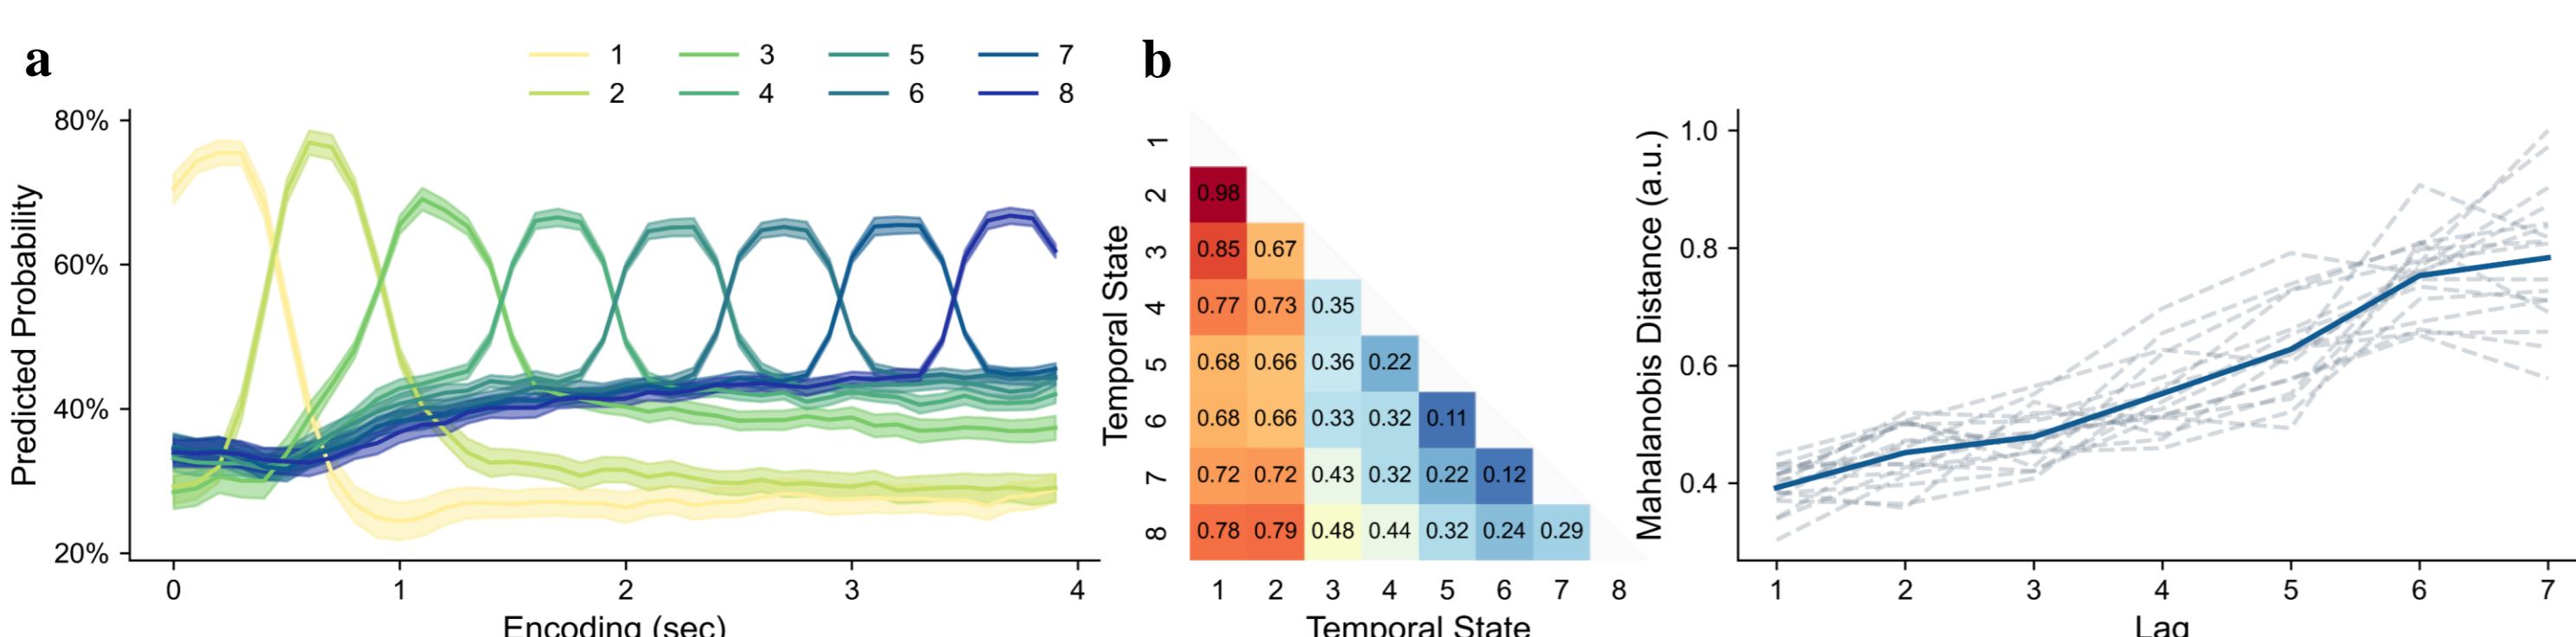 a
1 3 5 7
2 4 6 8
Predicted Probability
80%
60%
40%
20%
0 1 2 3 4
Encoding (sec)
b
Temporal State
1
2 0.98
3 0.85 0.67
4 0.77 0.73 0.35
5 0.68 0.66 0.36 0.22
6 0.68 0.66 0.33 0.32 0.11
7 0.72 0.72 0.43 0.32 0.22 0.12
8 0.78 0.79 0.48 0.44 0.32 0.24 0.29
1 2 3 4 5 6 7 8
Temporal State
Mahalanobis Distance (a.u.)
1.0
0.8
0.6
0.4
1 2 3 4 5 6 7
Lag